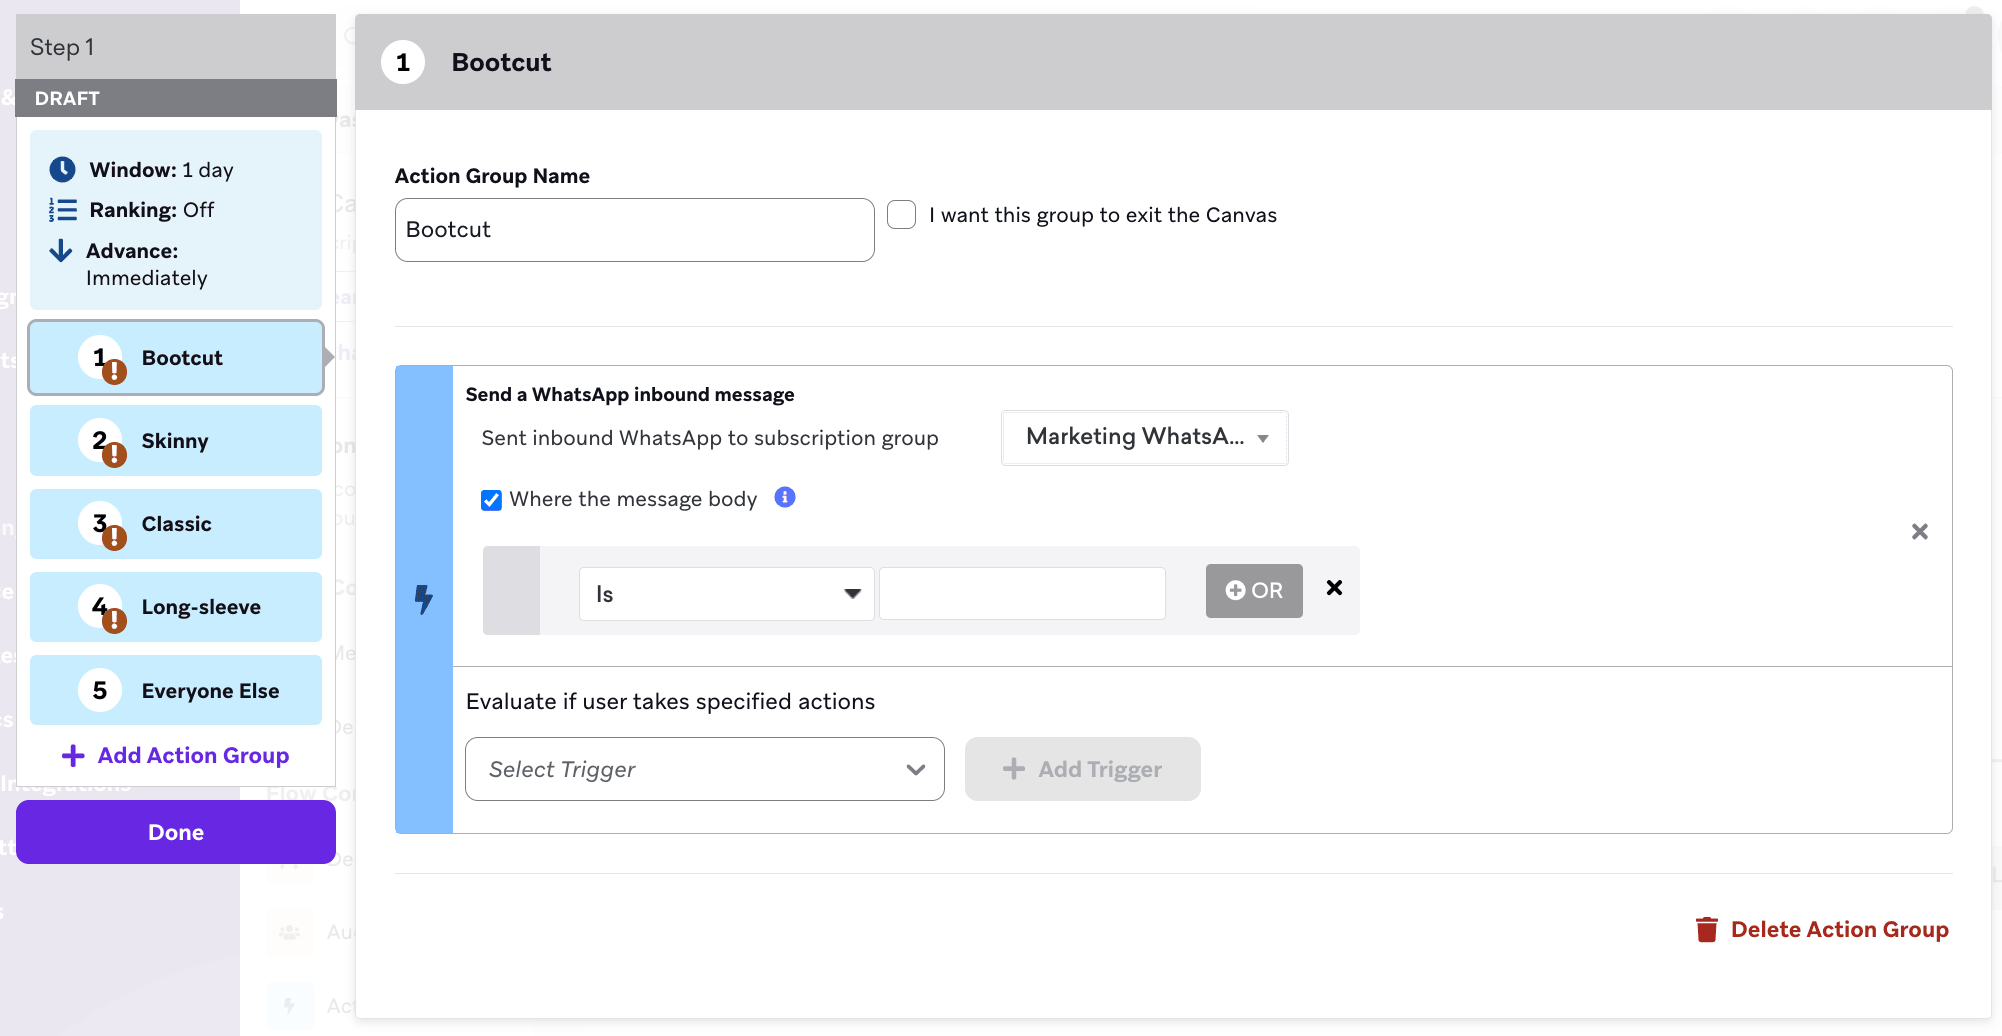 Step 1
DRAFT
Window: 1 day
Ranking: Off
Advance:
Immediately
1 Bootcut
2 Skinny
3 Classic
4 Long-sleeve
5 Everyone Else
Add Action Group
Done
1 Bootcut
Action Group Name
Bootcut
I want this group to exit the Canvas
Send a WhatsApp inbound message
Sent inbound WhatsApp to subscription group
Marketing WhatsA...
Where the message body
Is
OR
Evaluate if user takes specified actions
Select Trigger
Add Trigger
Delete Action Group